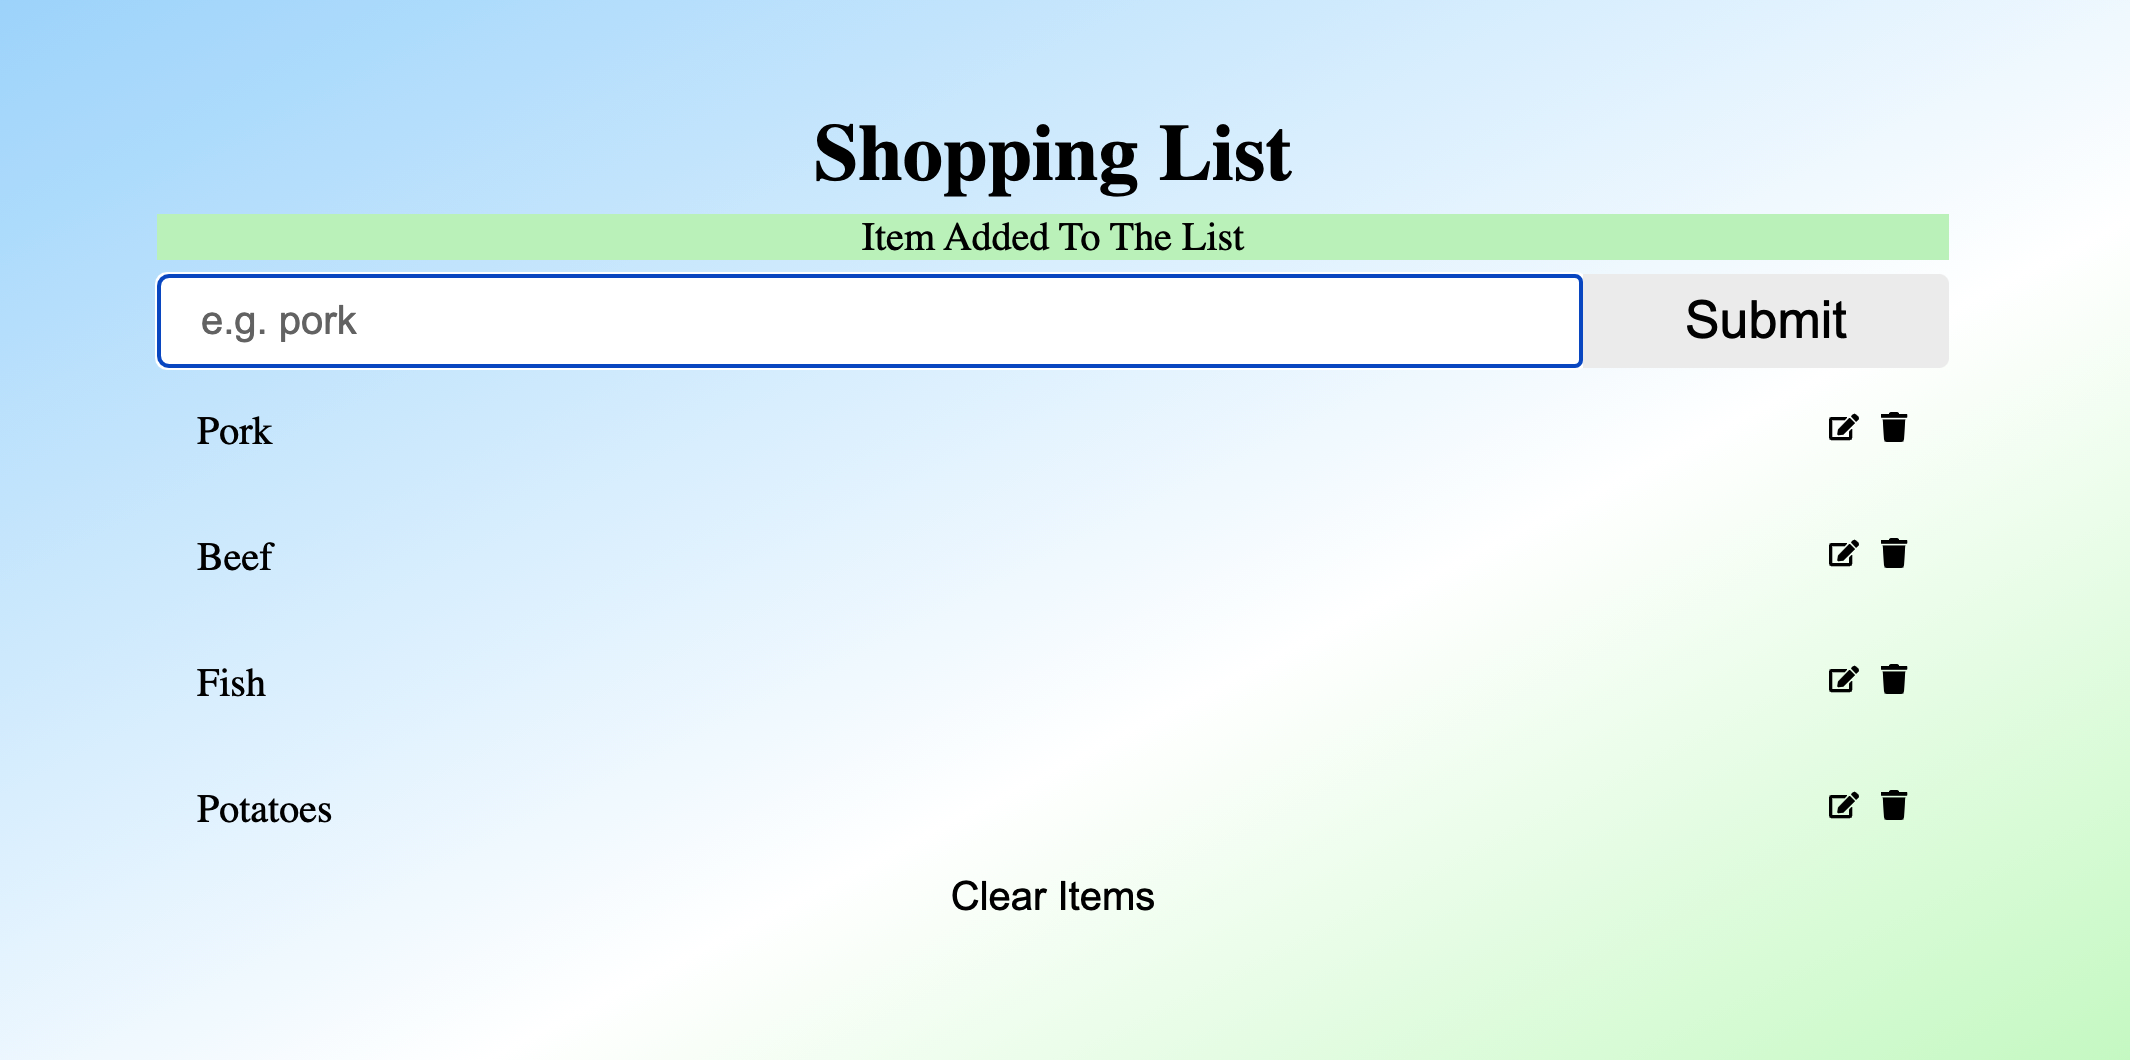 Shopping List
Item Added To The List
e.g. pork
Submit
Pork
Beef
Fish
Potatoes
Clear Items